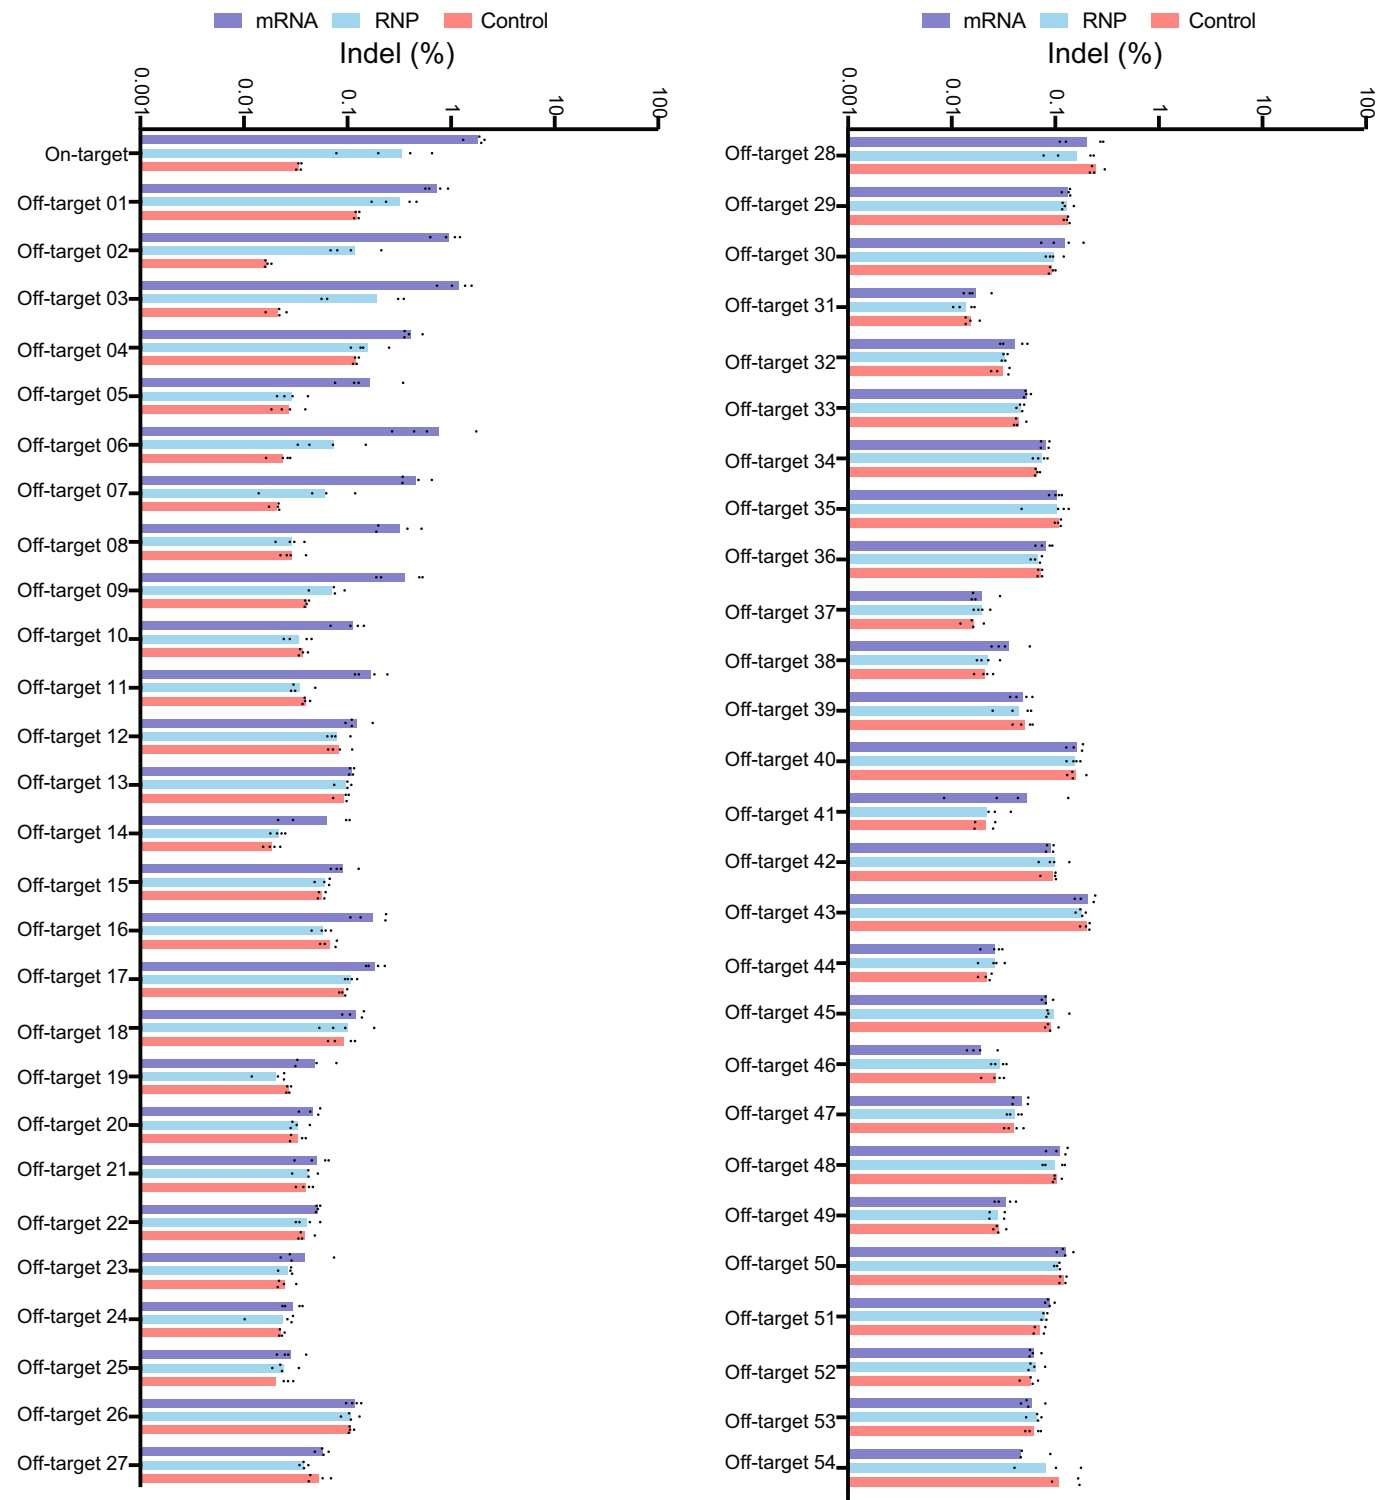 mRNA RNP Control
Indel (%)
0.001 0.01 0.1 1 10 100
On-target
Off-target 01
Off-target 02
Off-target 03
Off-target 04
Off-target 05
Off-target 06
Off-target 07
Off-target 08
Off-target 09
Off-target 10
Off-target 11
Off-target 12
Off-target 13
Off-target 14
Off-target 15
Off-target 16
Off-target 17
Off-target 18
Off-target 19
Off-target 20
Off-target 21
Off-target 22
Off-target 23
Off-target 24
Off-target 25
Off-target 26
Off-target 27
mRNA RNP Control
Indel (%)
0.001 0.01 0.1 1 10 100
Off-target 28
Off-target 29
Off-target 30
Off-target 31
Off-target 32
Off-target 33
Off-target 34
Off-target 35
Off-target 36
Off-target 37
Off-target 38
Off-target 39
Off-target 40
Off-target 41
Off-target 42
Off-target 43
Off-target 44
Off-target 45
Off-target 46
Off-target 47
Off-target 48
Off-target 49
Off-target 50
Off-target 51
Off-target 52
Off-target 53
Off-target 54